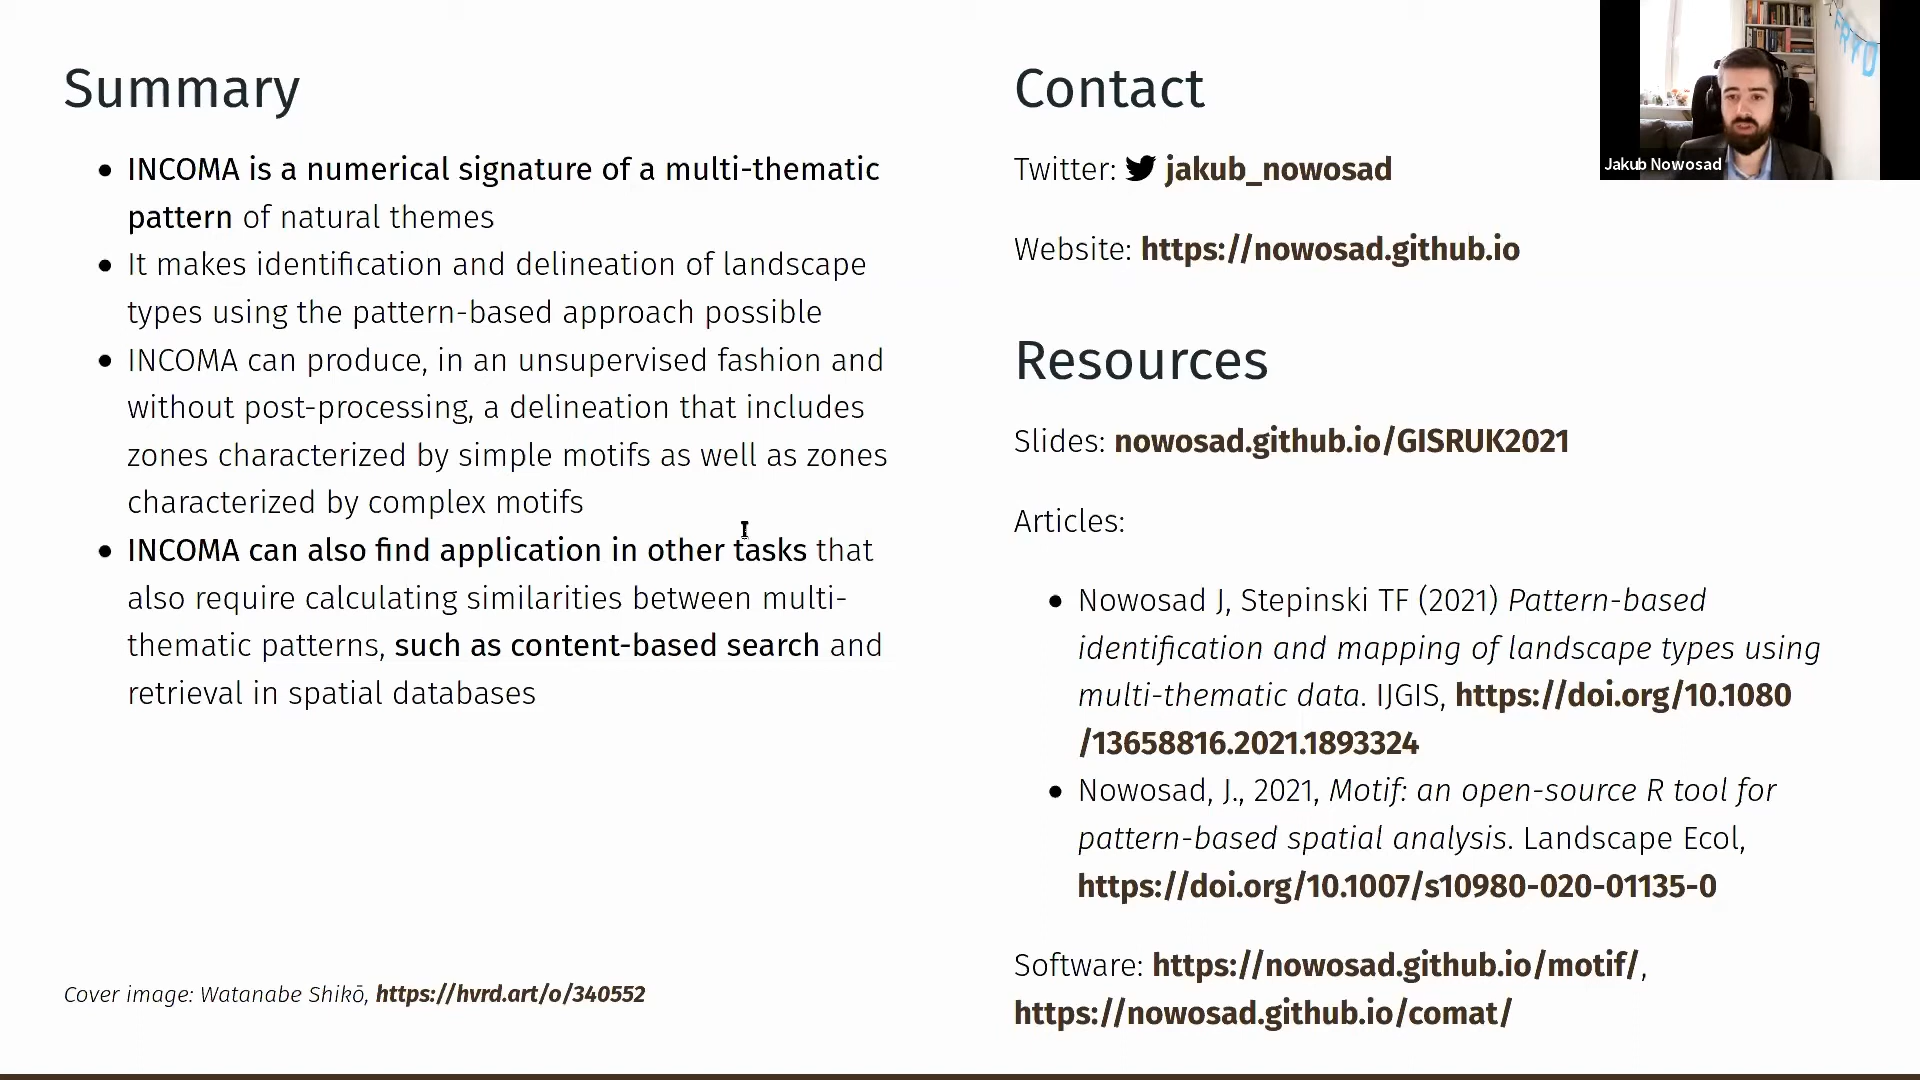 Summary
INCOMA is a numerical signature of a multi-thematic
pattern of natural themes
It makes identification and delineation of landscape
types using the pattern-based approach possible
INCOMA can produce, in an unsupervised fashion and
without post-processing, a delineation that includes
zones characterized by simple motifs as well as zones
characterized by complex motifs
INCOMA can also find application in other tasks that
also require calculating similarities between multi-
thematic patterns, such as content-based search and
retrieval in spatial databases
Cover image: Watanabe Shikō, https://hvrd.art/o/340552
Contact
Twitter: jakub_nowosad
Website: https://nowosad.github.io
Resources
Slides: nowosad.github.io/GISRUK2021
Articles:
Nowosad J, Stepinski TF (2021) Pattern-based
identification and mapping of landscape types using
multi-thematic data. IJGIS, https://doi.org/10.1080
/13658816.2021.1893324
Nowosad, J., 2021, Motif: an open-source R tool for
pattern-based spatial analysis. Landscape Ecol,
https://doi.org/10.1007/s10980-020-01135-0
Software: https://nowosad.github.io/motif/,
https://nowosad.github.io/comat/
Jakub Nowosad